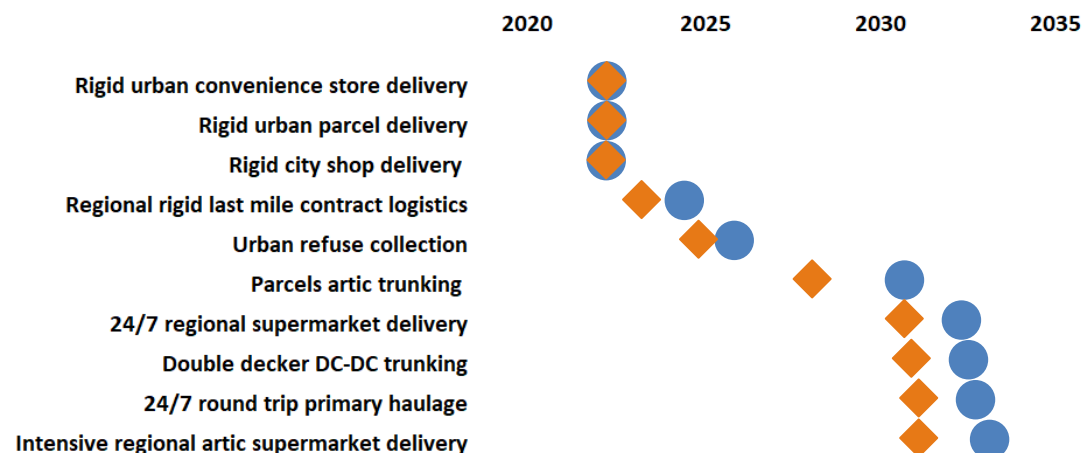 2020 2025 2030 2035
Rigid urban convenience store delivery
Rigid urban parcel delivery
Rigid city shop delivery
Regional rigid last mile contract logistics
Urban refuse collection
Parcels artic trunking
24/7 regional supermarket delivery
Double decker DC-DC trunking
24/7 round trip primary haulage
Intensive regional artic supermarket delivery